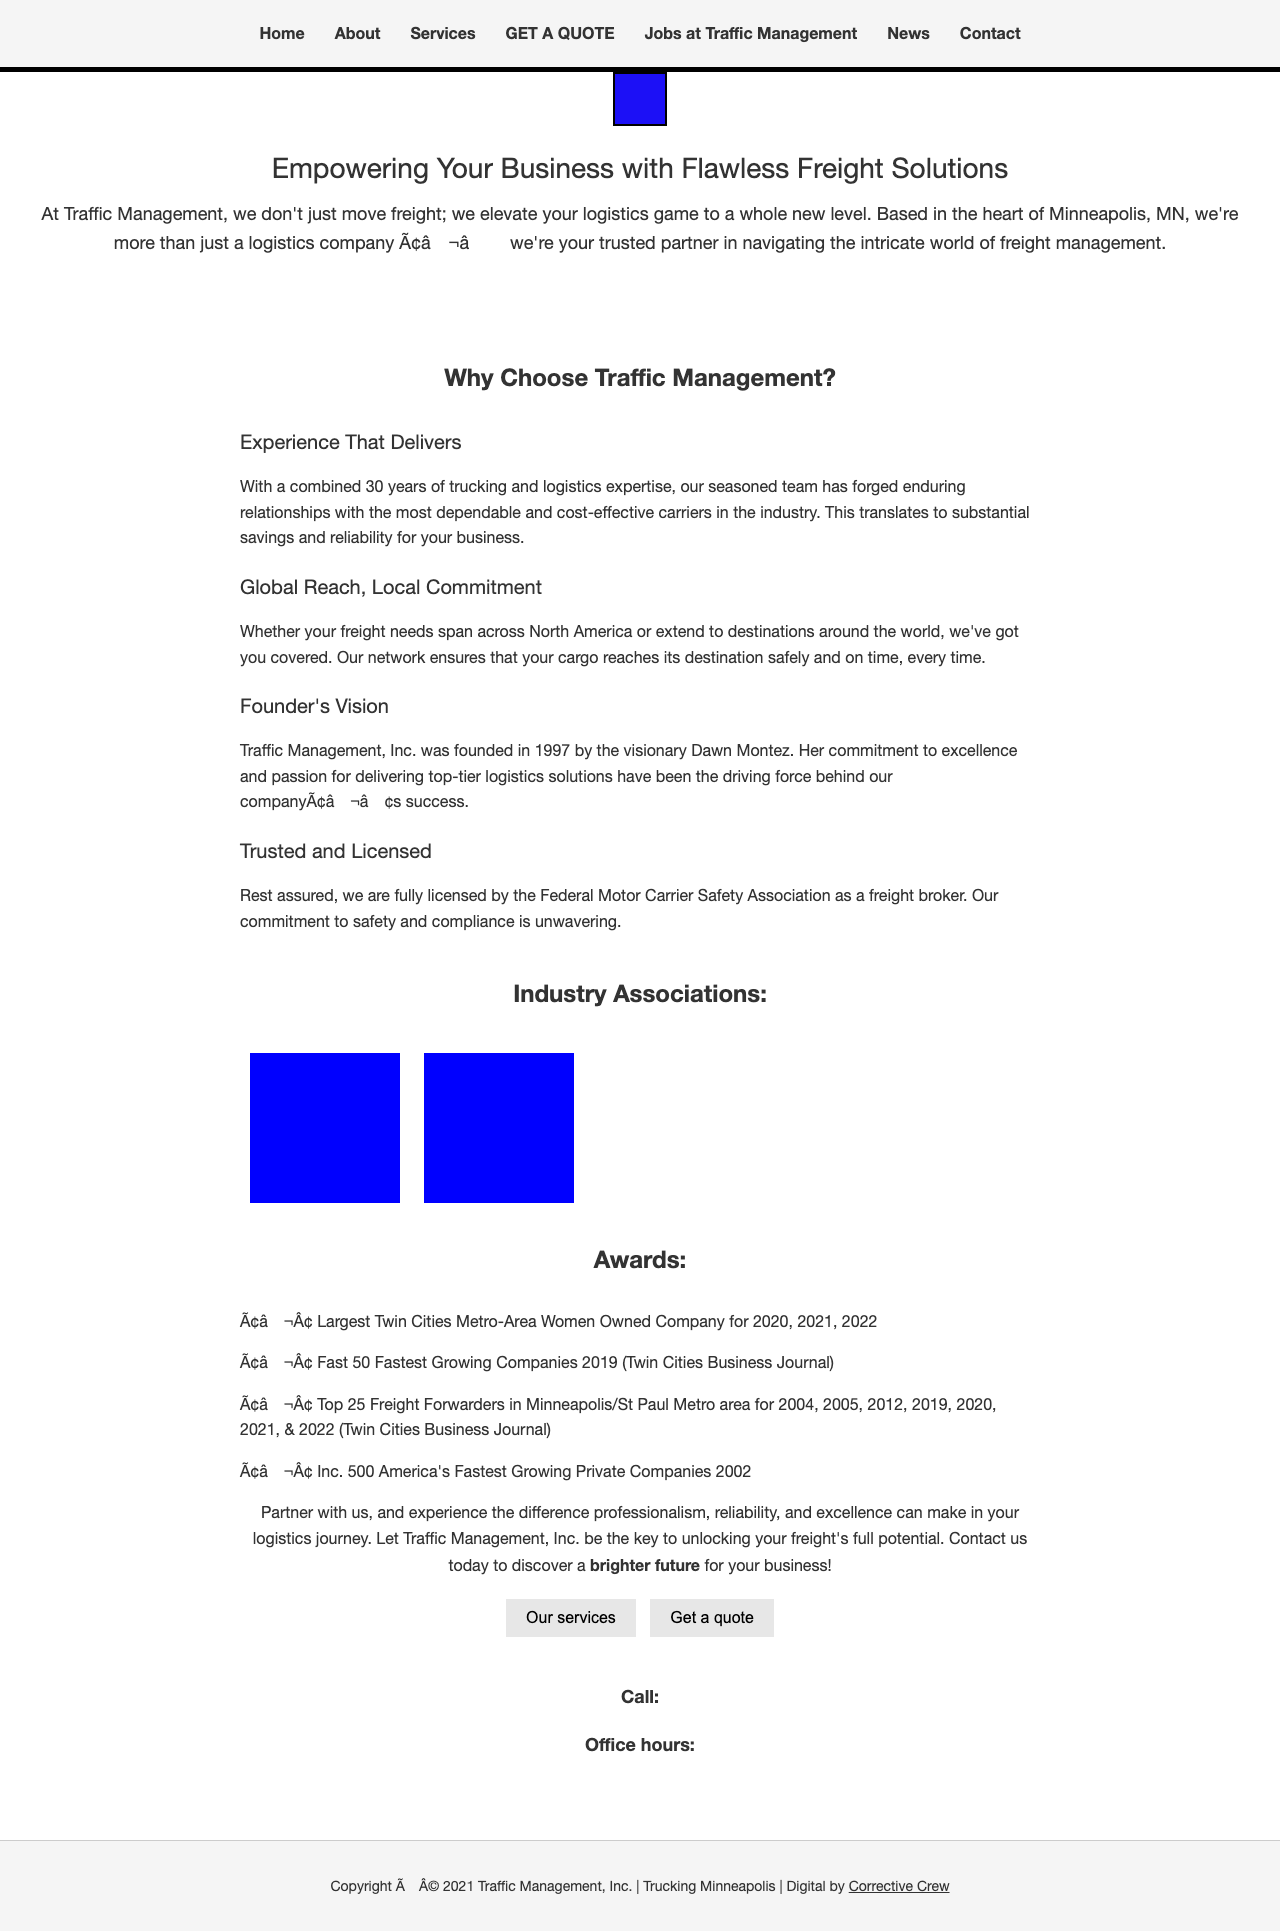 Home About Services GET A QUOTE Jobs at Traffic Management News Contact
Empowering Your Business with Flawless Freight Solutions
At Traffic Management, we don't just move freight; we elevate your logistics game to a whole new level. Based in the heart of Minneapolis, MN, we're
more than just a logistics company Ã¢â ¬â we're your trusted partner in navigating the intricate world of freight management.
Why Choose Traffic Management?
Experience That Delivers
With a combined 30 years of trucking and logistics expertise, our seasoned team has forged enduring
relationships with the most dependable and cost-effective carriers in the industry. This translates to substantial
savings and reliability for your business.
Global Reach, Local Commitment
Whether your freight needs span across North America or extend to destinations around the world, we've got
you covered. Our network ensures that your cargo reaches its destination safely and on time, every time.
Founder's Vision
Traffic Management, Inc. was founded in 1997 by the visionary Dawn Montez. Her commitment to excellence
and passion for delivering top-tier logistics solutions have been the driving force behind our
companyÃ¢â ¬â ¢s success.
Trusted and Licensed
Rest assured, we are fully licensed by the Federal Motor Carrier Safety Association as a freight broker. Our
commitment to safety and compliance is unwavering.
Industry Associations:
Awards:
Ã¢â ¬Â¢ Largest Twin Cities Metro-Area Women Owned Company for 2020, 2021, 2022
Ã¢â ¬Â¢ Fast 50 Fastest Growing Companies 2019 (Twin Cities Business Journal)
Ã¢â ¬Â¢ Top 25 Freight Forwarders in Minneapolis/St Paul Metro area for 2004, 2005, 2012, 2019, 2020,
2021, & 2022 (Twin Cities Business Journal)
Ã¢â ¬Â¢ Inc. 500 America's Fastest Growing Private Companies 2002
Partner with us, and experience the difference professionalism, reliability, and excellence can make in your
logistics journey. Let Traffic Management, Inc. be the key to unlocking your freight's full potential. Contact us
today to discover a brighter future for your business!
Our services Get a quote
Call:
Office hours:
Copyright Ã Â© 2021 Traffic Management, Inc. | Trucking Minneapolis | Digital by Corrective Crew